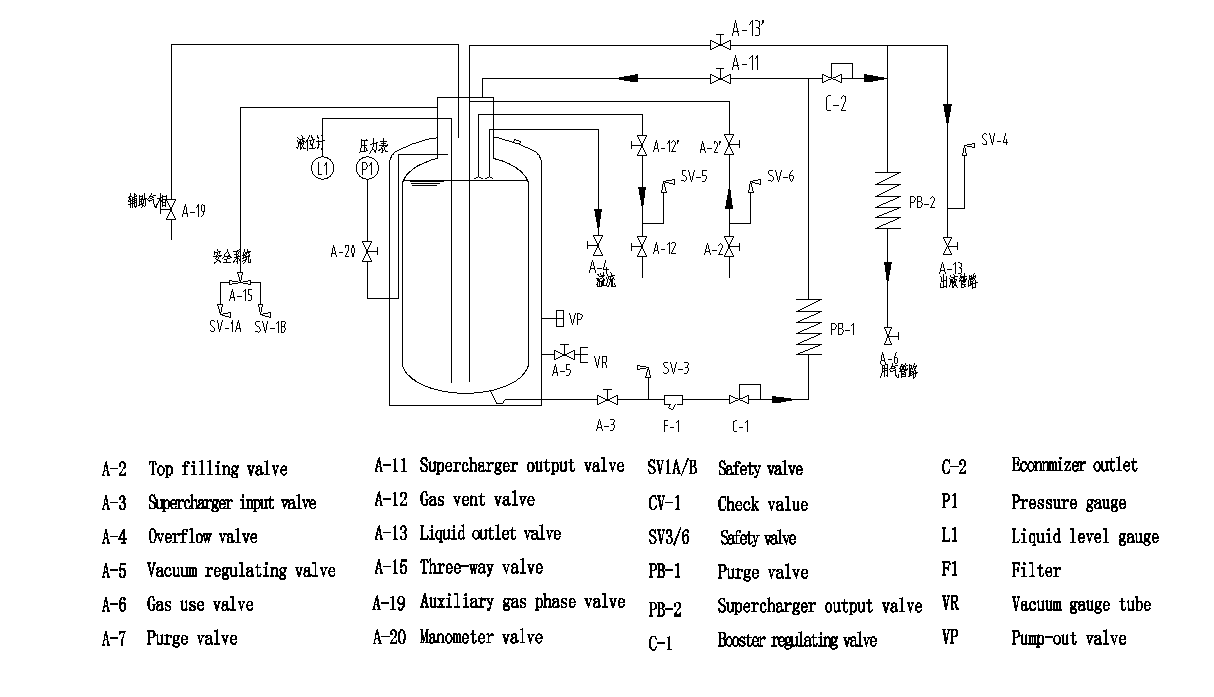 A-13'
A-11
C-2
液位计
压力表
L1
P1
A-12'
A-2'
SV-4
SV-5
SV-6
PB-2
辅助气相
A-19
A-20
A-12
A-2
A-4
溢流
A-13
出液管路
安全系统
A-15
SV-1A
SV-1B
VP
PB-1
A-6
用气管路
A-5
VR
SV-3
A-3
F-1
C-1
A-2 Top filling valve
A-3 Supercharger input valve
A-4 Overflow valve
A-5 Vacuum regulating valve
A-6 Gas use valve
A-7 Purge valve
A-11 Supercharger output valve
A-12 Gas vent valve
A-13 Liquid outlet valve
A-15 Three-way valve
A-19 Auxiliary gas phase valve
A-20 Manometer valve
SV1A/B Safety valve
CV-1 Check value
SV3/6 Safety valve
PB-1 Purge valve
PB-2 Supercharger output valve
C-1 Booster regulating valve
C-2 Econnmizer outlet
P1 Pressure gauge
L1 Liquid level gauge
F1 Filter
VR Vacuum gauge tube
VP Pump-out valve